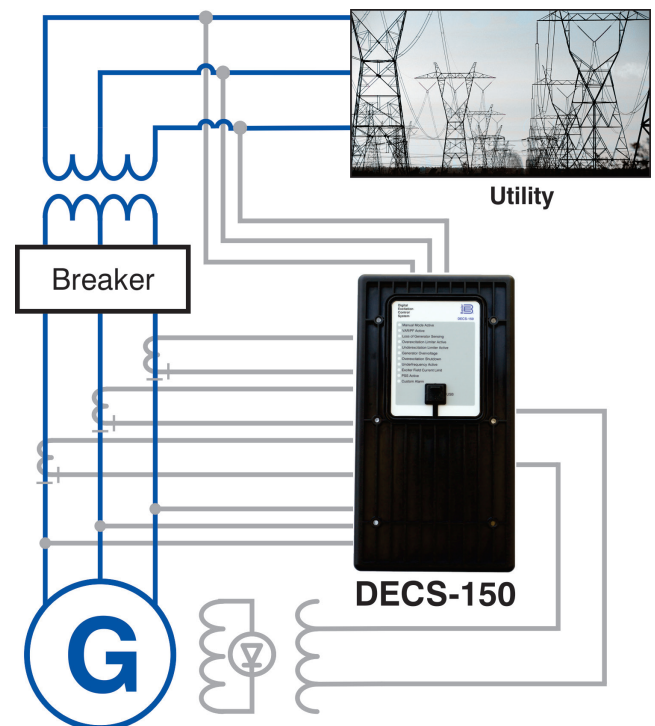 Utility
Breaker
Digital
Excitation
Control
System
DECS-150
Manual Mode Active
VAR/PF Active
Loss of Generator Sensing
Overexcitation Limiter Active
Underexcitation Limiter Active
Generator Overvoltage
Overexcitation Shutdown
Underfrequency Active
Exciter Field Current Limit
PSS Active
Custom Alarm
DECS-150
G